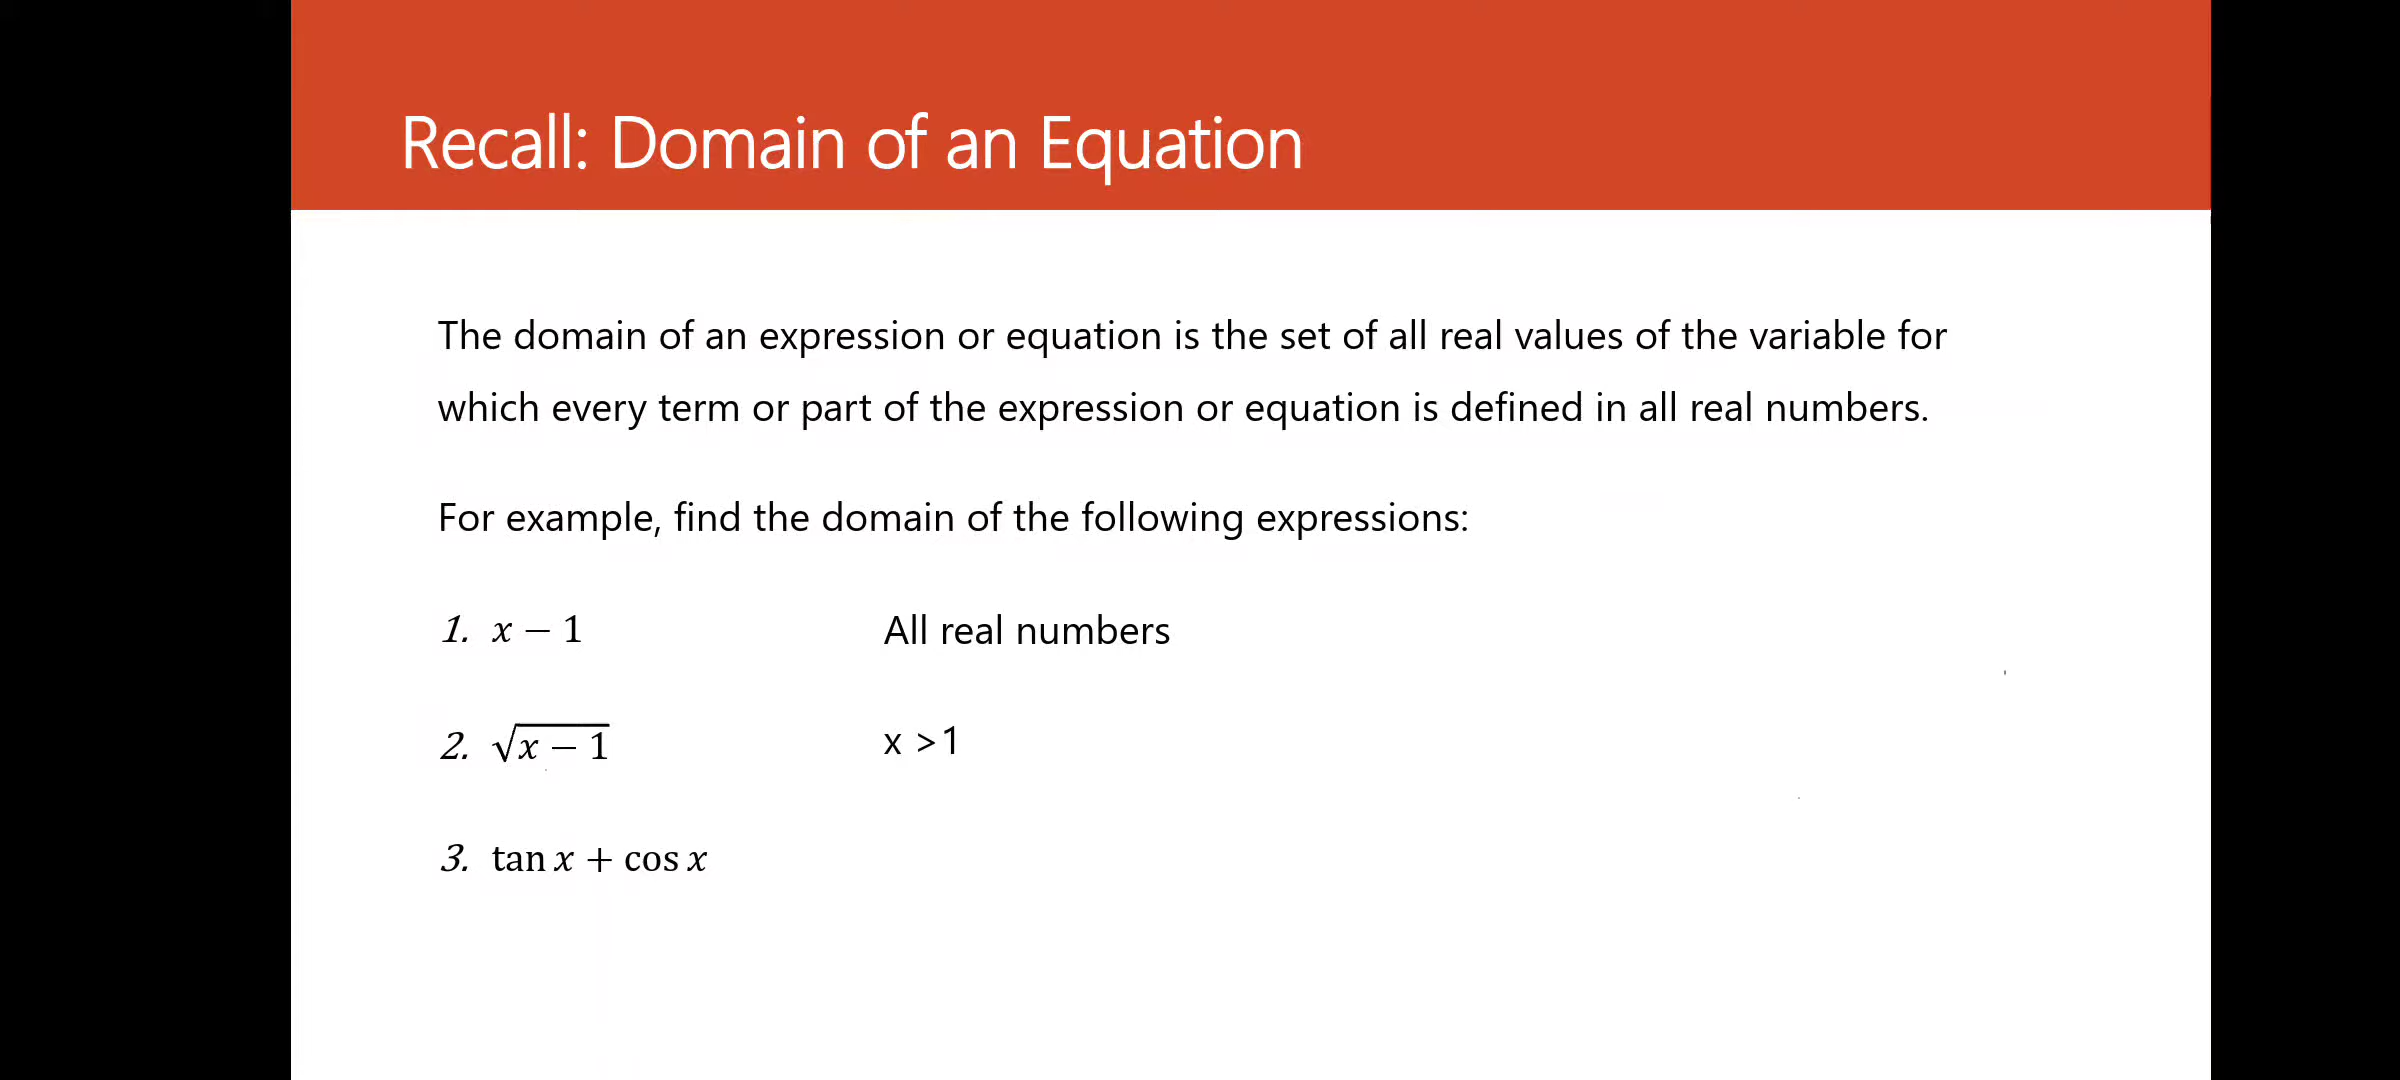 Recall: Domain of an Equation
The domain of an expression or equation is the set of all real values of the variable for
which every term or part of the expression or equation is defined in all real numbers.
For example, find the domain of the following expressions:
1. x − 1 All real numbers
2. √x − 1 x >1
3. tan x + cos x